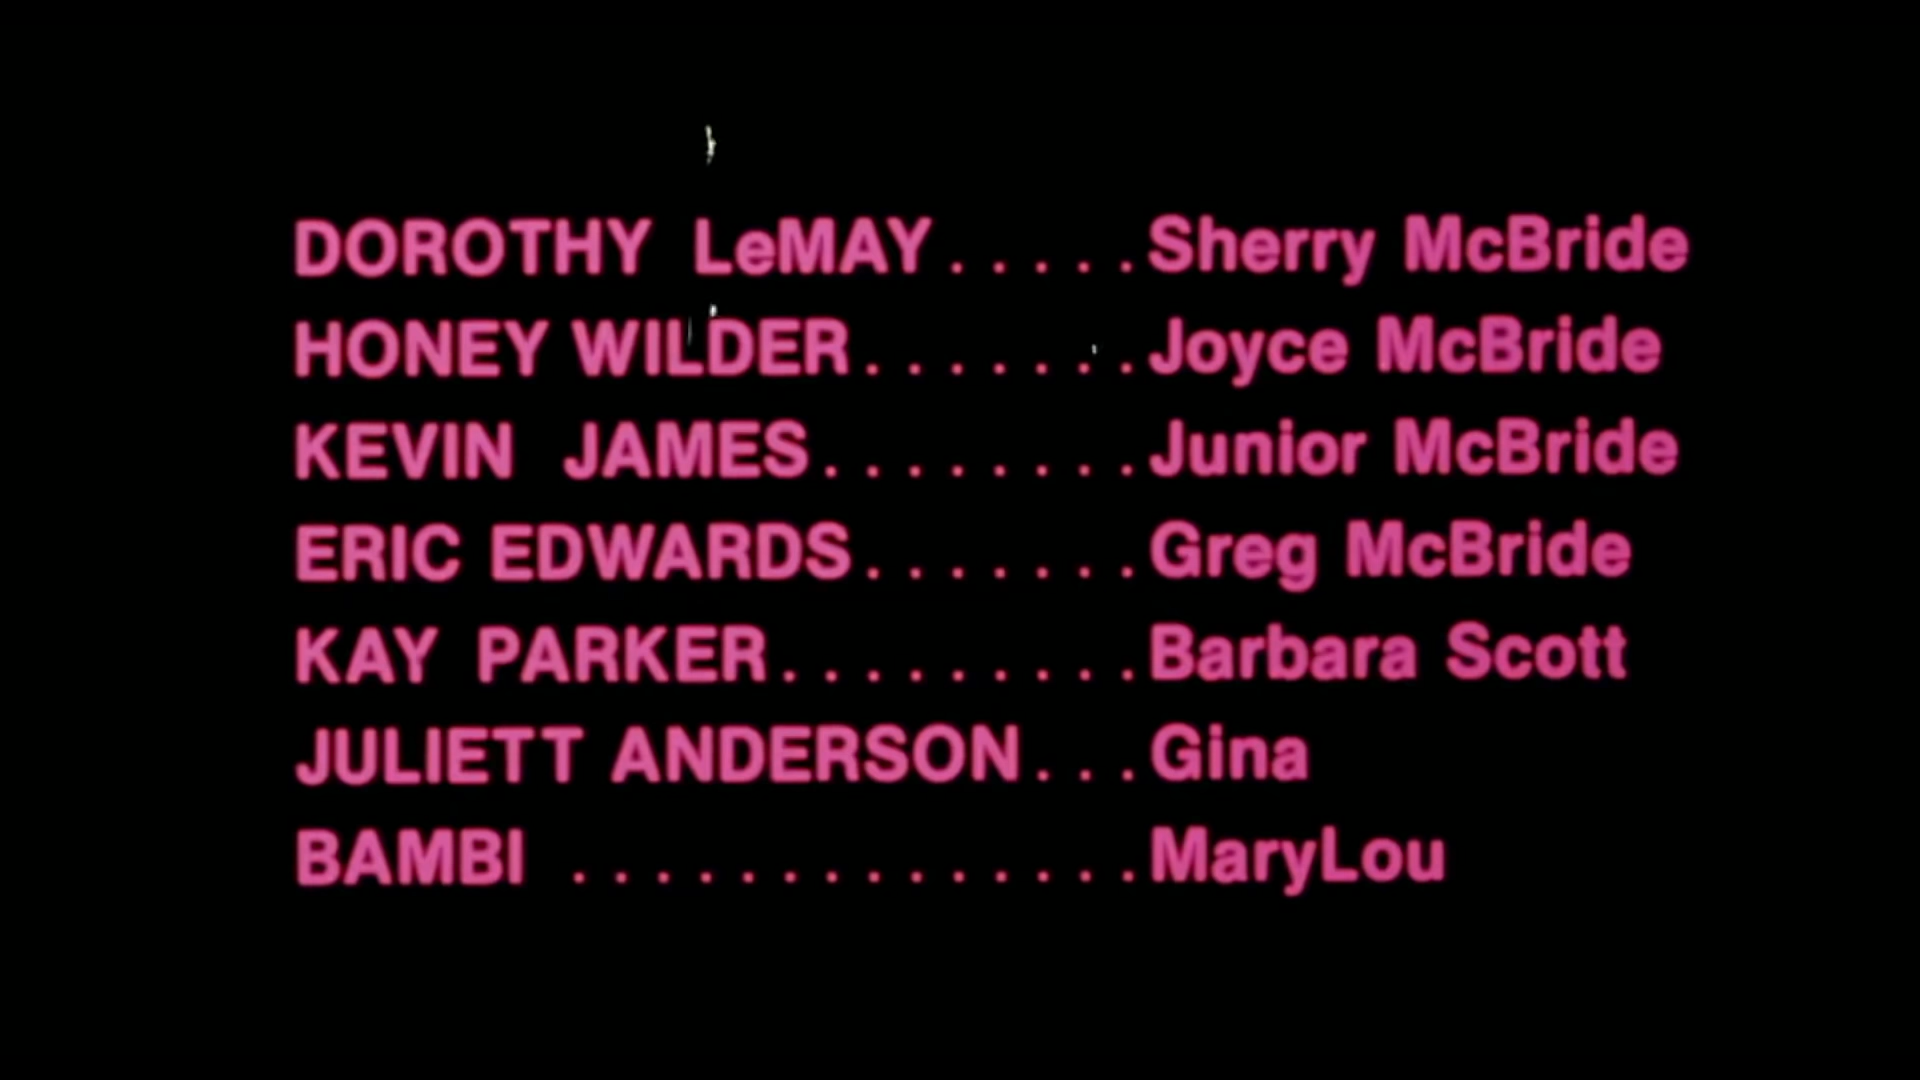 DOROTHY LeMAY.....Sherry McBride
HONEY WILDER.......Joyce McBride
KEVIN JAMES........Junior McBride
ERIC EDWARDS.......Greg McBride
KAY PARKER.........Barbara Scott
JULIETT ANDERSON...Gina
BAMBI ..............MaryLou